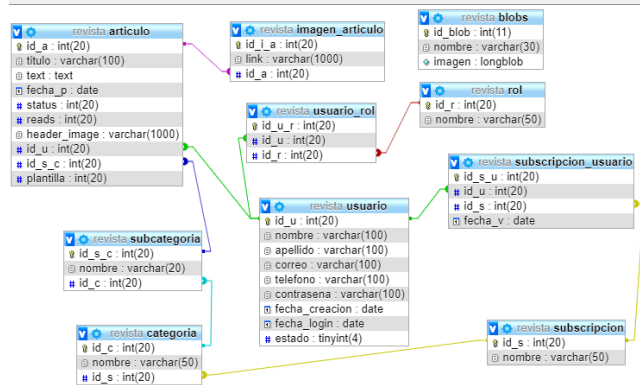 revista articulo
id_a : int(20)
titulo : varchar(100)
text : text
fecha_p : date
status : int(20)
reads : int(20)
header_image : varchar(1000)
id_u : int(20)
id_s_c : int(20)
plantilla : int(20)
revista imagen_articulo
id_i_a : int(20)
link : varchar(1000)
id_a : int(20)
revista blobs
id_blob : int(11)
nombre : varchar(30)
imagen : longblob
revista usuario_rol
id_u_r : int(20)
id_u : int(20)
id_r : int(20)
revista rol
id_r : int(20)
nombre : varchar(50)
revista subscripcion_usuario
id_s_u : int(20)
id_u : int(20)
id_s : int(20)
fecha_v : date
revista usuario
id_u : int(20)
nombre : varchar(100)
apellido : varchar(100)
correo : varchar(100)
telefono : varchar(100)
contrasena : varchar(100)
fecha_creacion : date
fecha_login : date
estado : tinyint(4)
revista subcategoria
id_s_c : int(20)
nombre : varchar(20)
id_c : int(20)
revista categoria
id_c : int(20)
nombre : varchar(50)
id_s : int(20)
revista subscripcion
id_s : int(20)
nombre : varchar(50)